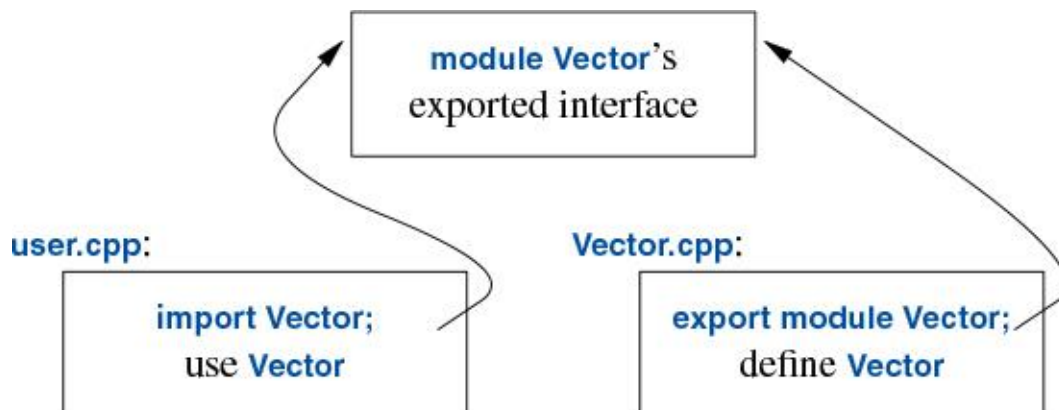 module Vector's
exported interface
user.cpp:
Vector.cpp:
import Vector;
use Vector
export module Vector;
define Vector